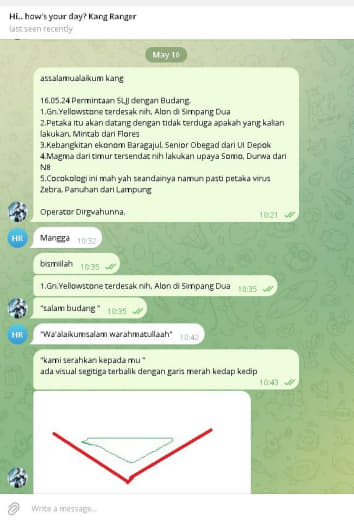 Hi.. how's your day? Kang Ranger
last seen recently
May 10
assalamualaikum kang
16.05.24 Permintaan SLJJ dengan Budang.
1.Gn.Yellowstone terdesak nih, Alon di Simpang Dua
2.Petaka itu akan datang dengan tidak terduga apakah yang kalian
lakukan, Mintab dari Flores
3.Kebangkitan ekonom Baragajul, Senior Obegad dari UI Depok
4.Magma dari timur tersendat nih lakukan upaya Somo, Durwa dari
N8
5.Cocokologi ini mah yah seandainya namun pasti petaka virus
Zebra, Panuhan dari Lampung
Operator Dirgvahunna.
10:21
HR
Mangga 10:32
bismillah 10:35
1.Gn.Yellowstone terdesak nih, Alon di Simpang Dua 10:35
"salam budang" 10:35
HR
"Wa'alaikumsalam warahmatullaah" 10:42
"kami serahkan kepada mu"
ada visual segitiga terbalik dengan garis merah kedap kedip
10:43
Write a message...